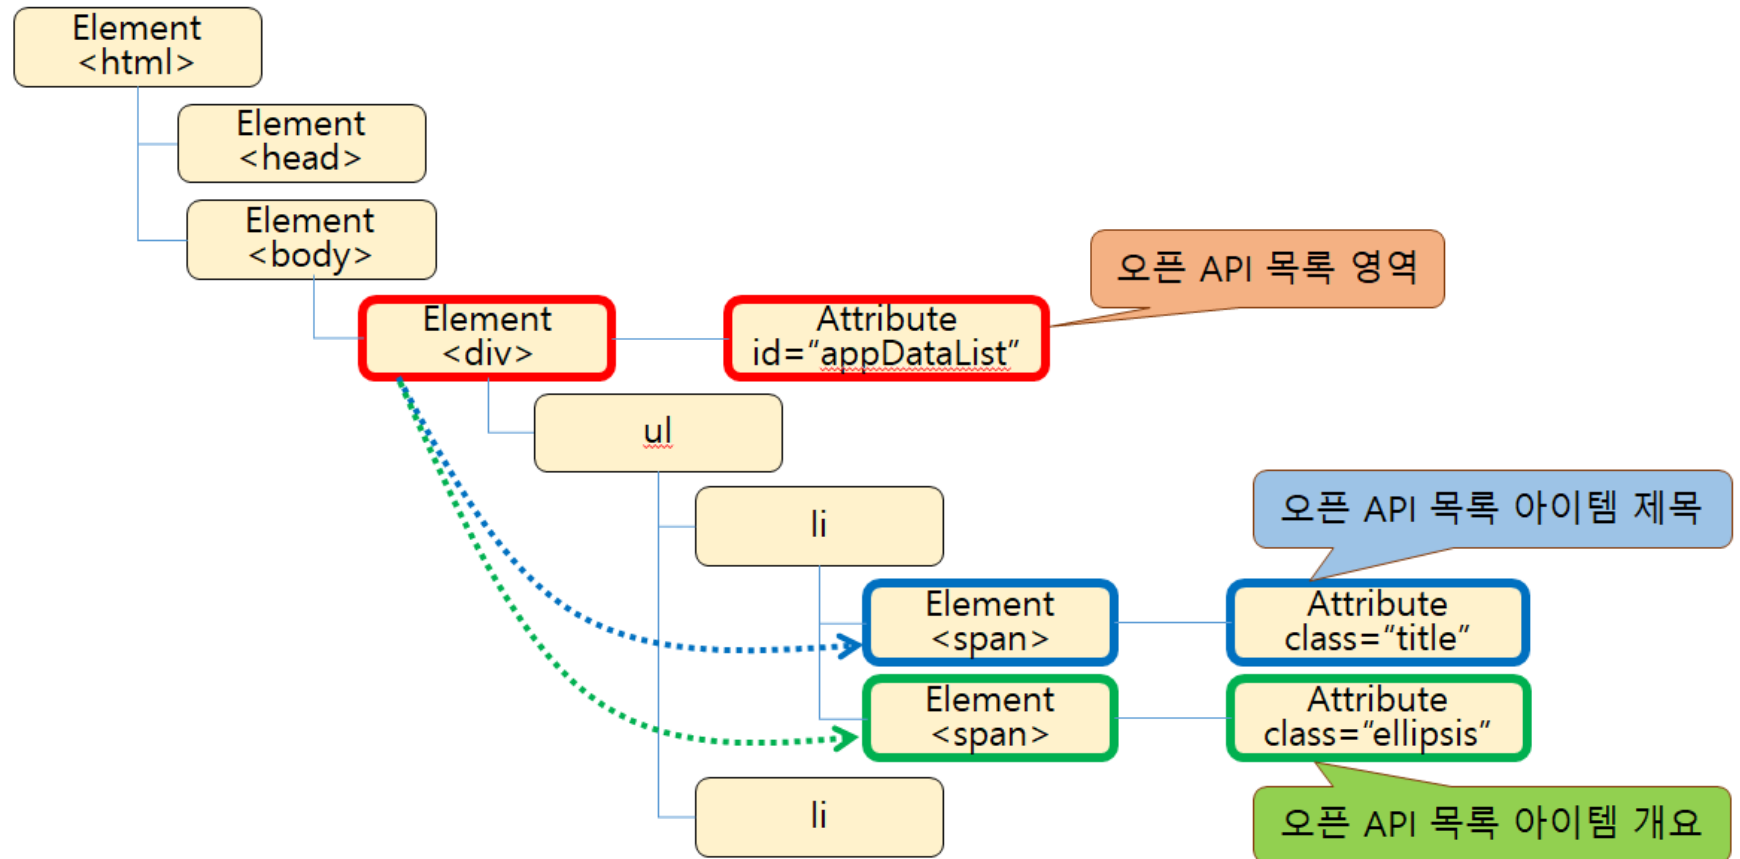 Element
<html>
Element
<head>
Element
<body>
오픈 API 목록 영역
Element
<div>
Attribute
id=“appDataList”
ul
li
오픈 API 목록 아이템 제목
Element
<span>
Attribute
class=“title”
Element
<span>
Attribute
class=“ellipsis”
li
오픈 API 목록 아이템 개요